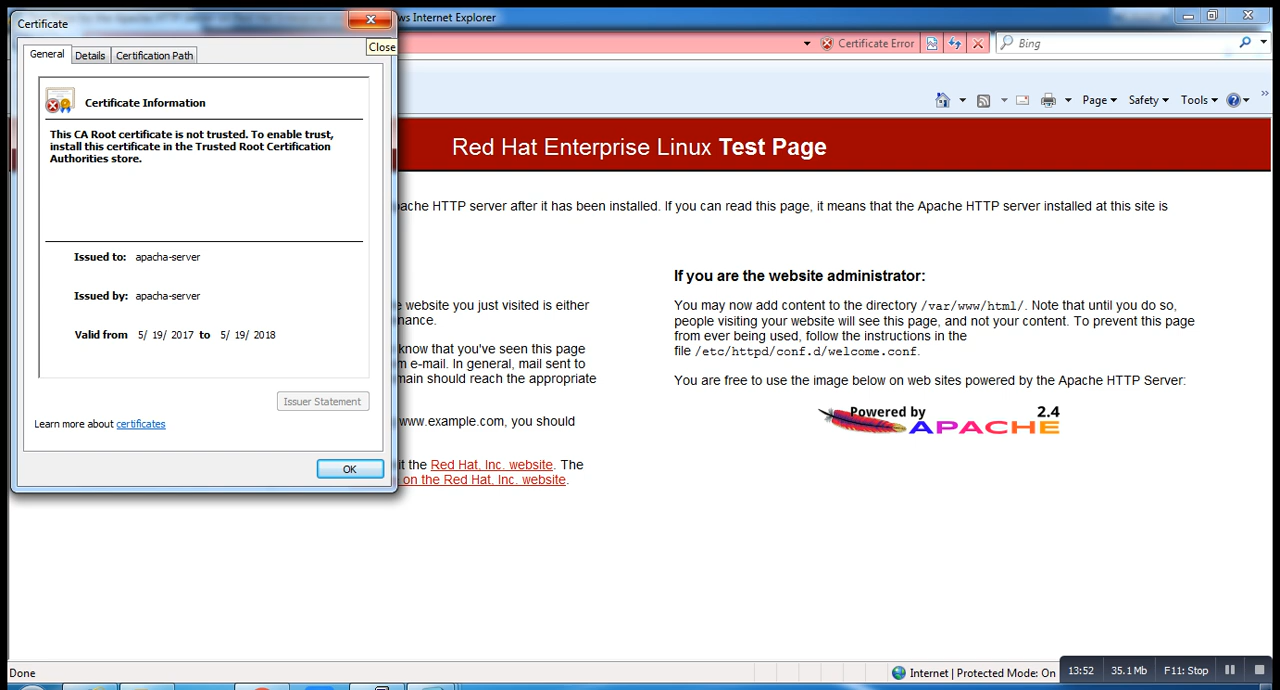 Certificate
ws Internet Explorer
Close
Certificate Error
Bing
General
Details
Certification Path
Page
Safety
Tools
Certificate Information
This CA Root certificate is not trusted. To enable trust,
install this certificate in the Trusted Root Certification
Authorities store.
Issued to: apacha-server
Issued by: apacha-server
Valid from 5/ 19/ 2017 to 5/ 19/ 2018
Issuer Statement
Learn more about certificates
OK
Red Hat Enterprise Linux Test Page
HTTP server after it has been installed. If you can read this page, it means that the Apache HTTP server installed at this site is
website you just visited is either
know that you've seen this page
e-mail. In general, mail sent to
should reach the appropriate
www.example.com, you should
the Red Hat, Inc. website. The
on the Red Hat, Inc. website.
If you are the website administrator:
You may now add content to the directory /var/www/html/. Note that until you do so,
people visiting your website will see this page, and not your content. To prevent this page
from ever being used, follow the instructions in the
file /etc/httpd/conf.d/welcome.conf.
You are free to use the image below on web sites powered by the Apache HTTP Server:
Powered by 2.4
APACHE
Done
Internet | Protected Mode: On
13:52
35.1 Mb
F11: Stop